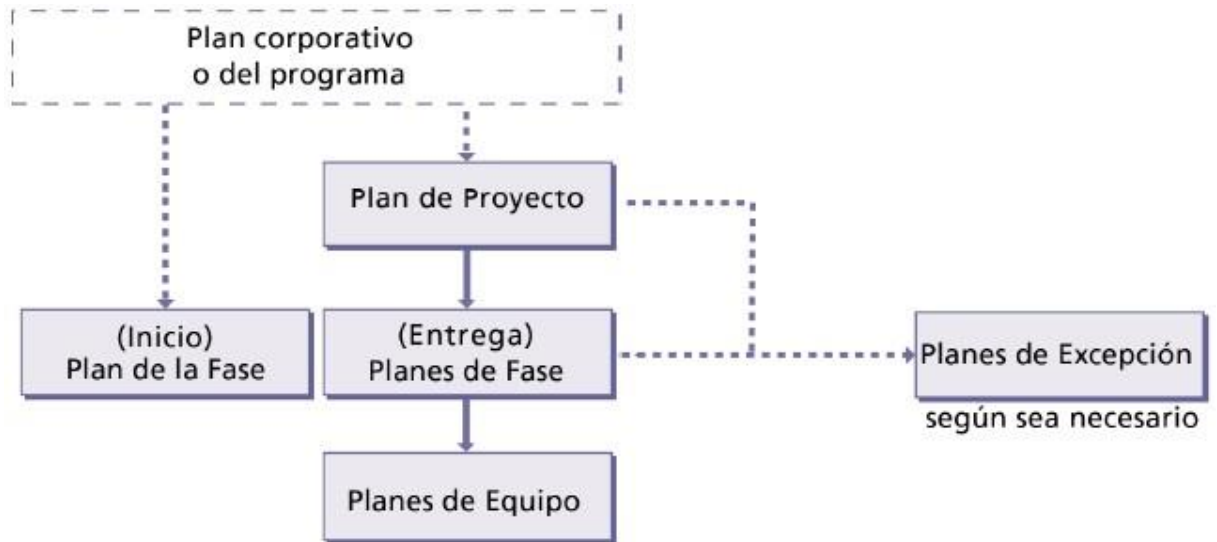 Plan corporativo
o del programa
Plan de Proyecto
(Inicio)
Plan de la Fase
(Entrega)
Planes de Fase
Planes de Excepción
según sea necesario
Planes de Equipo